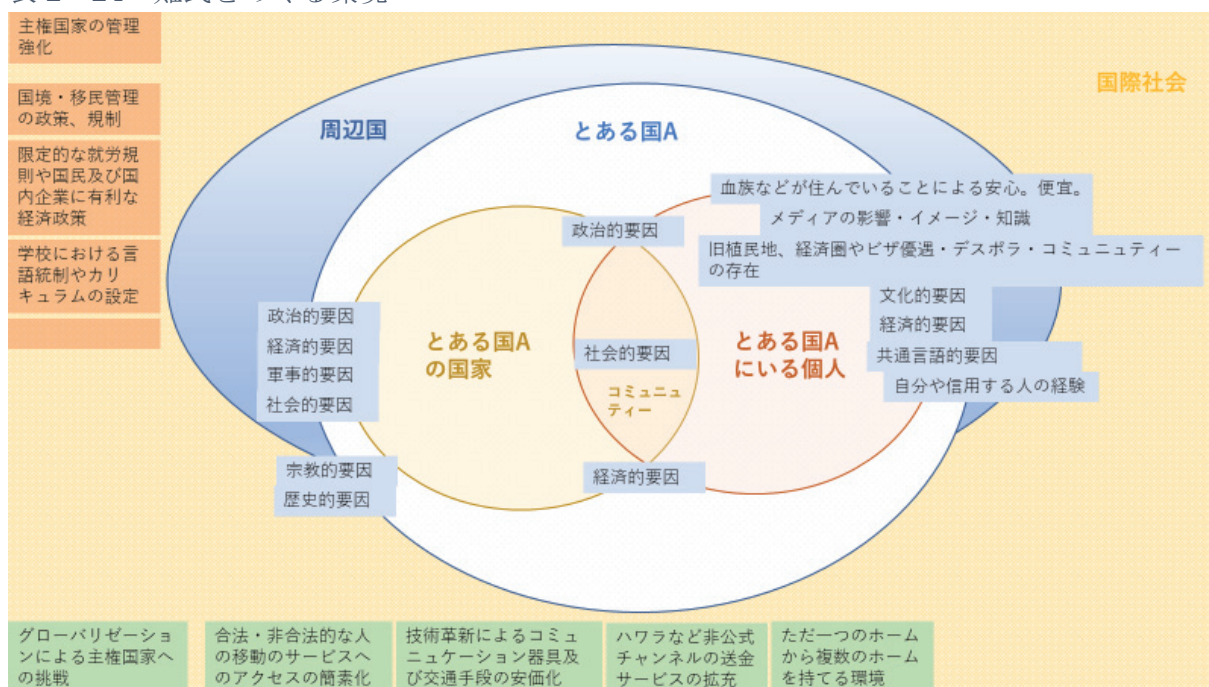 主権国家の管理
強化
国境・移民管理
の政策、規制
限定的な就労規
則や国民及び国
内企業に有利な
経済政策
学校における言
語統制やカリ
キュラムの設定
国際社会
周辺国
とある国A
血族などが住んでいることによる安心。便宜。
メディアの影響・イメージ・知識
旧植民地、経済圏やビザ優遇・デスポラ・コミュニュティー
の存在
文化的要因
経済的要因
共通言語的要因
自分や信用する人の経験
政治的要因
社会的要因
コミュニュ
ティー
経済的要因
とある国A
の国家
とある国A
にいる個人
政治的要因
経済的要因
軍事的要因
社会的要因
宗教的要因
歴史的要因
グローバリゼーショ
ンによる主権国家へ
の挑戦
合法・非合法的な人
の移動のサービスへ
のアクセスの簡素化
技術革新によるコミュ
ニュケーション器具及
び交通手段の安価化
ハワラなど非公式
チャンネルの送金
サービスの拡充
ただ一つのホーム
から複数のホーム
を持てる環境